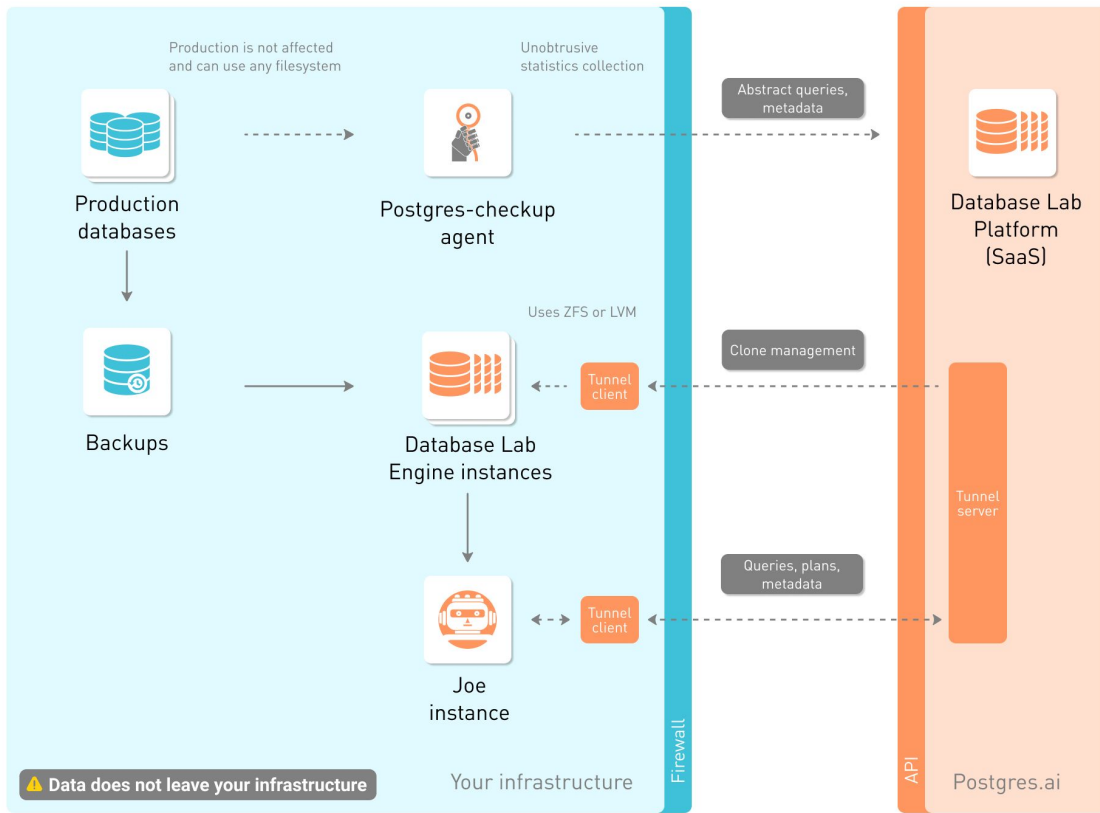 Production is not affected
and can use any filesystem
Unobtrusive
statistics collection
Abstract queries,
metadata
Production
databases
Postgres-checkup
agent
Database Lab
Platform
(SaaS)
Uses ZFS or LVM
Clone management
Tunnel
client
Backups
Database Lab
Engine instances
Tunnel
server
Queries, plans,
metadata
Tunnel
client
Joe
instance
Firewall
API
⚠ Data does not leave your infrastructure
Your infrastructure
Postgres.ai